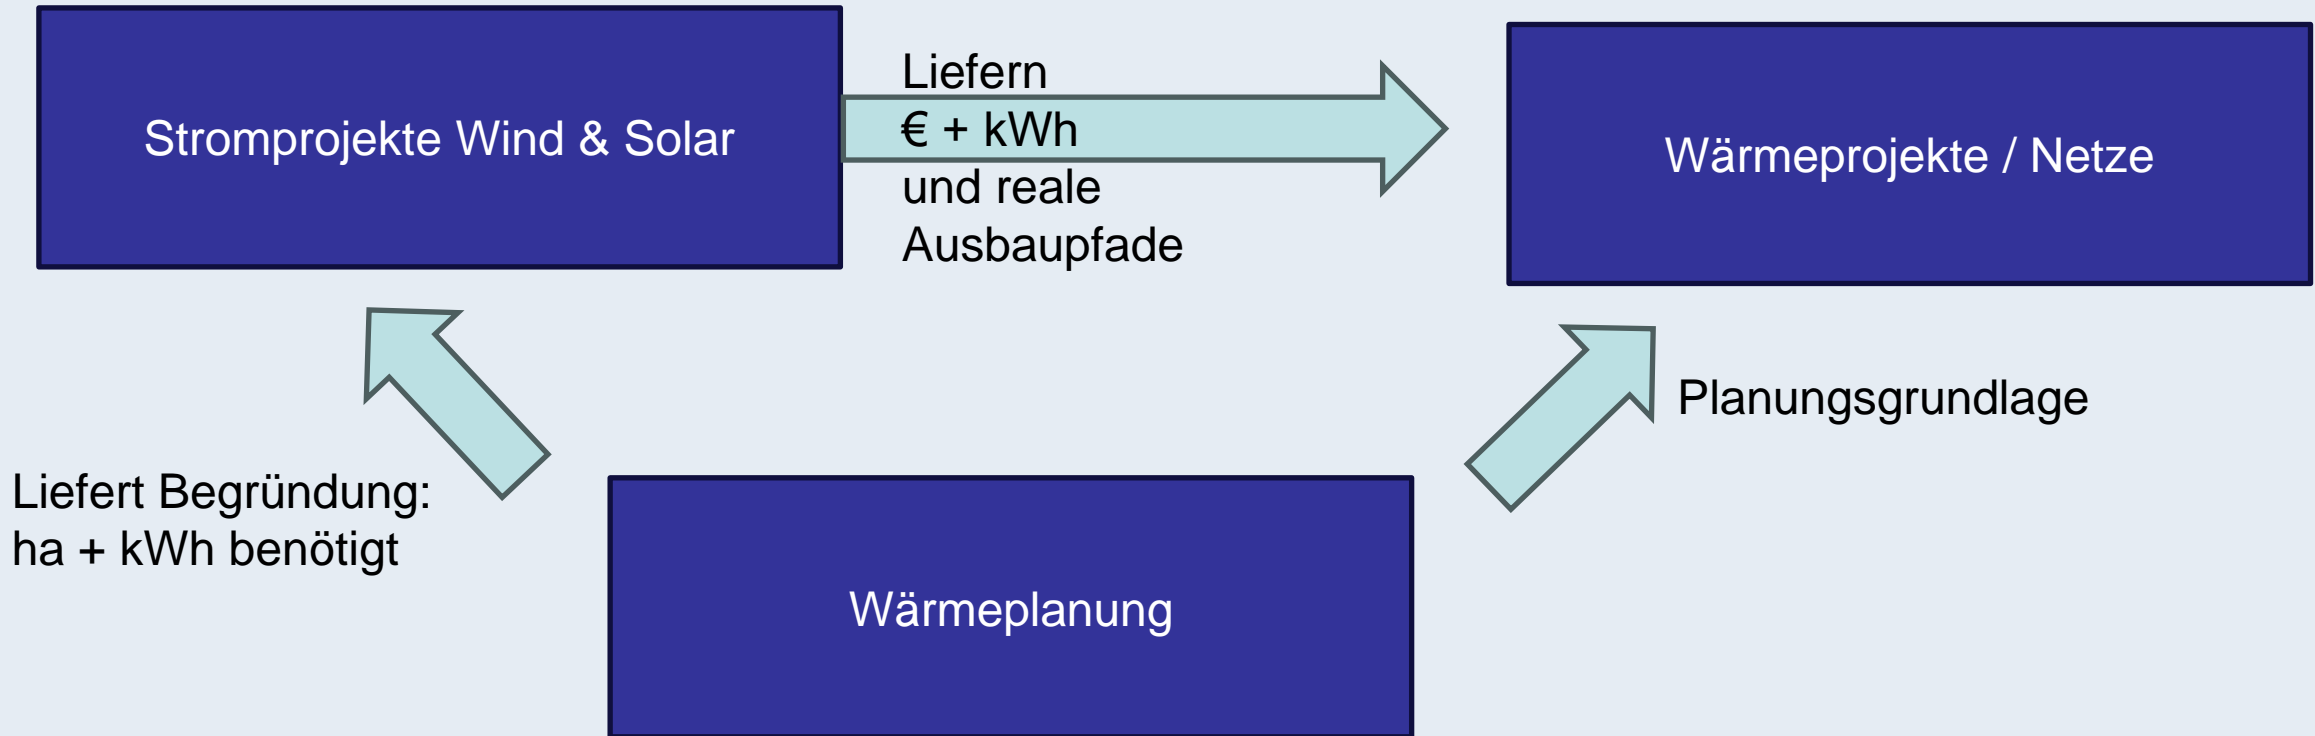 Stromprojekte Wind & Solar
Liefern
€ + kWh
und reale
Ausbaupfade
Wärmeprojekte / Netze
Planungsgrundlage
Liefert Begründung:
ha + kWh benötigt
Wärmeplanung